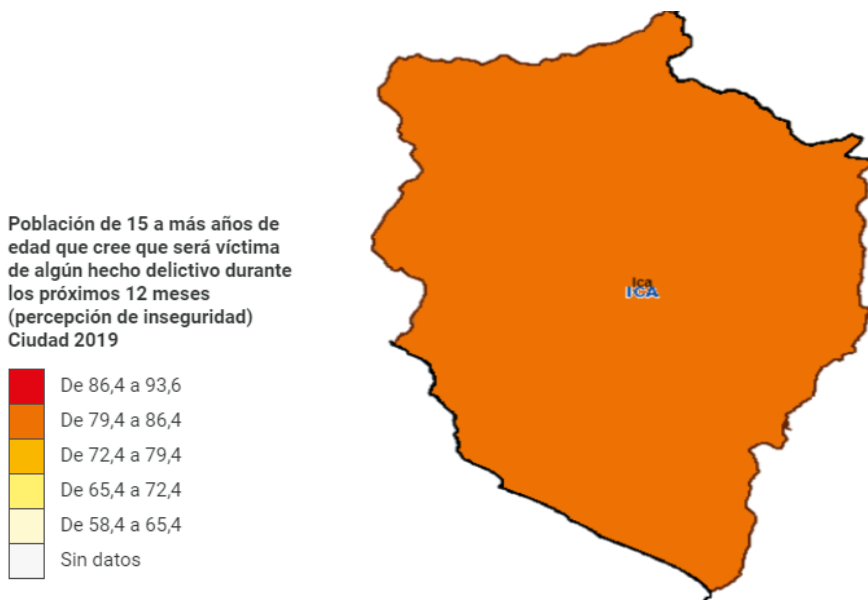 Población de 15 a más años de
edad que cree que será víctima
de algún hecho delictivo durante
los próximos 12 meses
(percepción de inseguridad)
Ciudad 2019
De 86,4 a 93,6
De 79,4 a 86,4
De 72,4 a 79,4
De 65,4 a 72,4
De 58,4 a 65,4
Sin datos
Ica
ICA